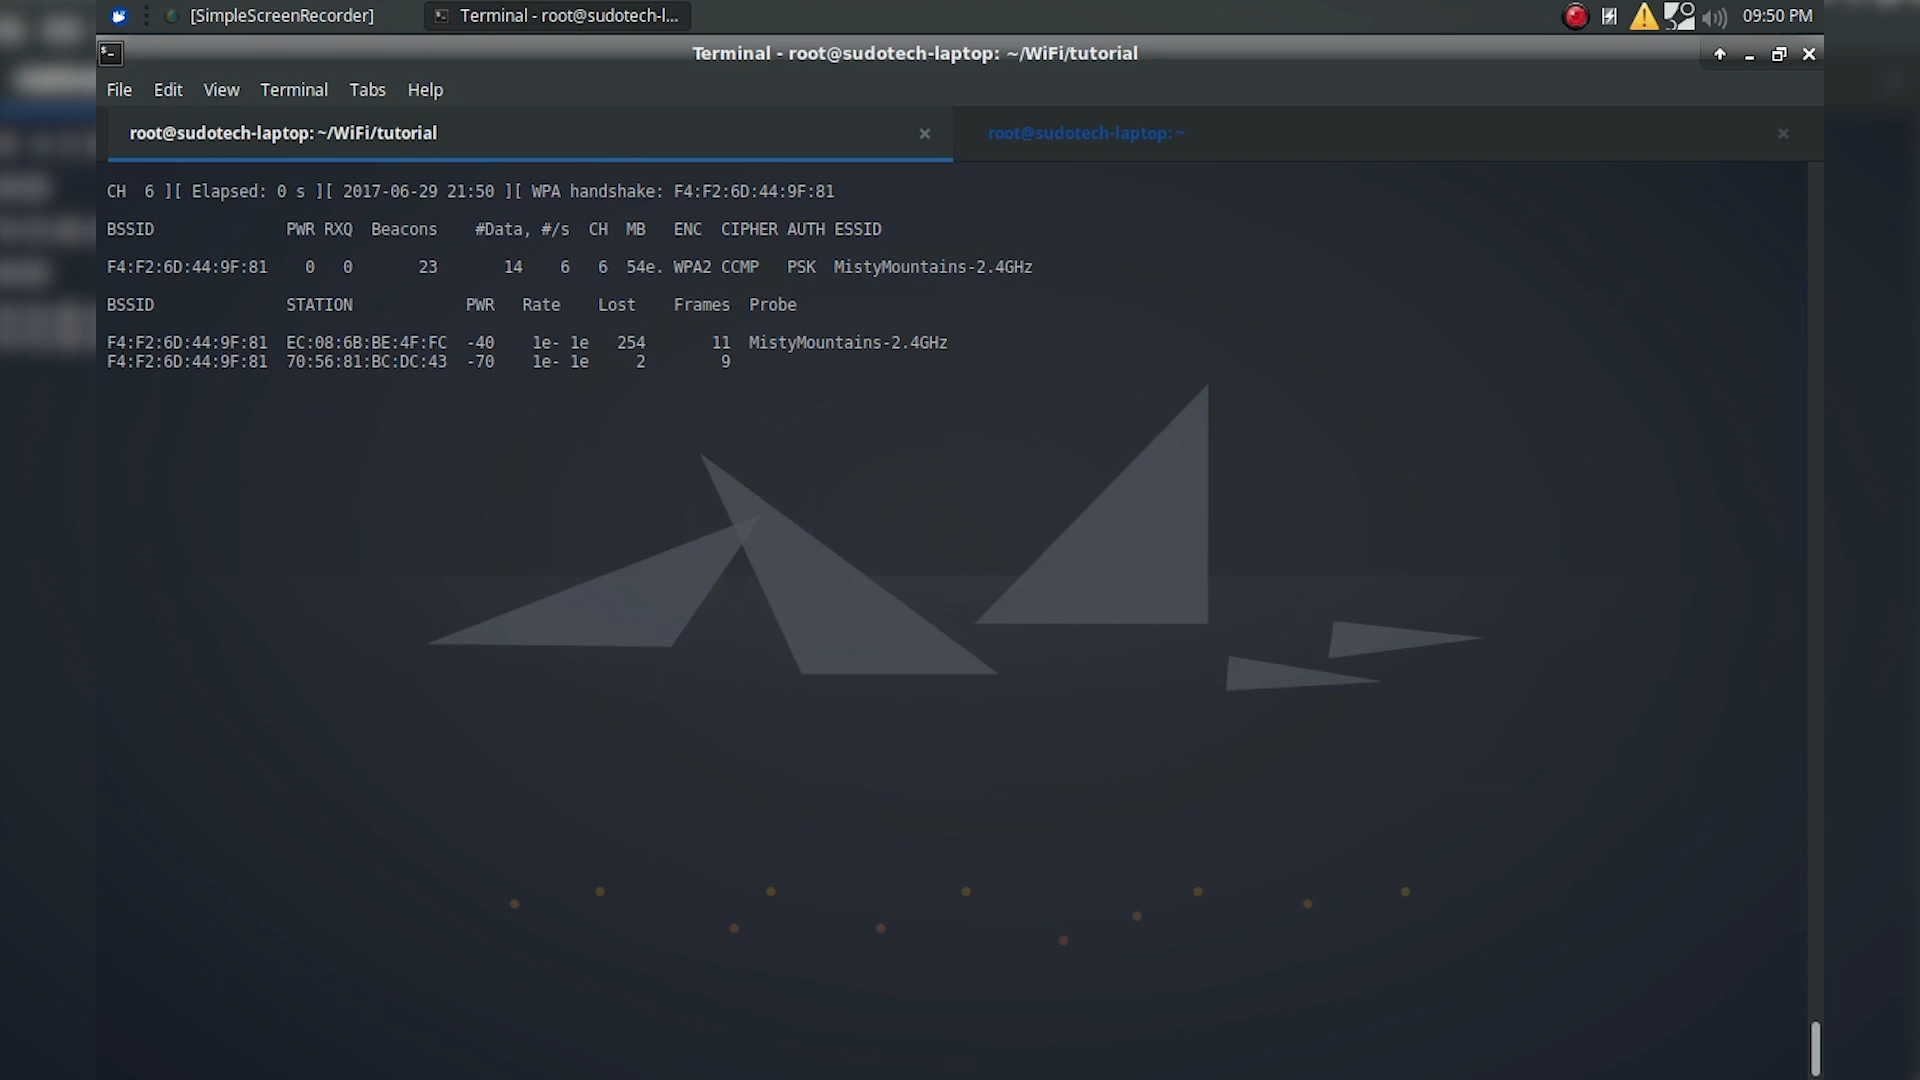 [SimpleScreenRecorder] Terminal - root@sudotech-l... 09:50 PM
Terminal - root@sudotech-laptop: ~/WiFi/tutorial
File Edit View Terminal Tabs Help
root@sudotech-laptop: ~/WiFi/tutorial root@sudotech-laptop: ~
CH 6 ][ Elapsed: 0 s ][ 2017-06-29 21:50 ][ WPA handshake: F4:F2:6D:44:9F:81
BSSID PWR RXQ Beacons #Data, #/s CH MB ENC CIPHER AUTH ESSID
F4:F2:6D:44:9F:81 0 0 23 14 6 6 54e. WPA2 CCMP PSK MistyMountains-2.4GHz
BSSID STATION PWR Rate Lost Frames Probe
F4:F2:6D:44:9F:81 EC:08:6B:BE:4F:FC -40 1e- 1e 254 11 MistyMountains-2.4GHz
F4:F2:6D:44:9F:81 70:56:81:BC:DC:43 -70 1e- 1e 2 9